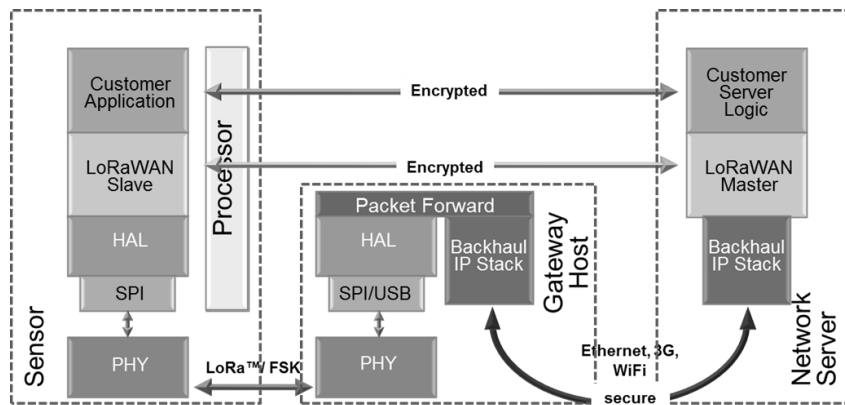 Customer
Application
LoRaWAN
Slave
HAL
SPI
PHY
Sensor
Processor
Encrypted
Encrypted
LoRa™/ FSK
Packet Forward
HAL
SPI/USB
PHY
Backhaul
IP Stack
Gateway
Host
Ethernet, 3G,
WiFi
secure
Customer
Server
Logic
LoRaWAN
Master
Backhaul
IP Stack
Network
Server